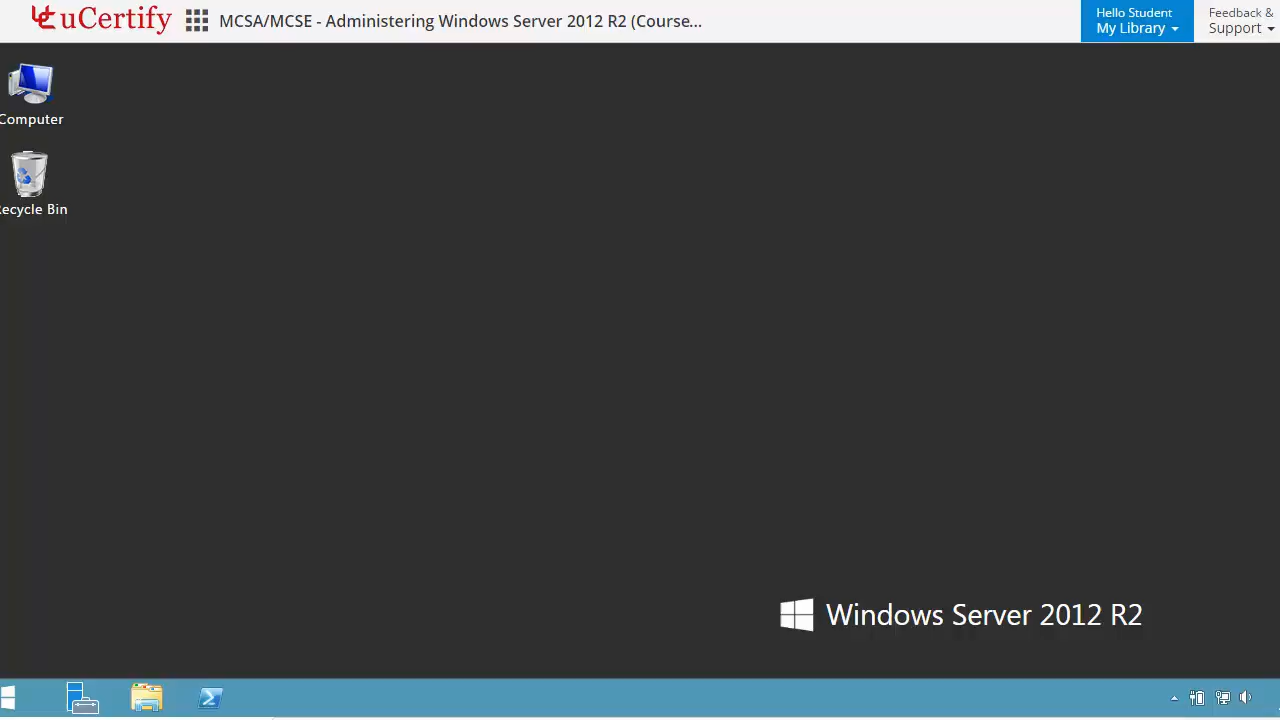 uCertify
MCSA/MCSE - Administering Windows Server 2012 R2 (Course...
Hello Student
My Library
Feedback &
Support
Computer
Recycle Bin
Windows Server 2012 R2